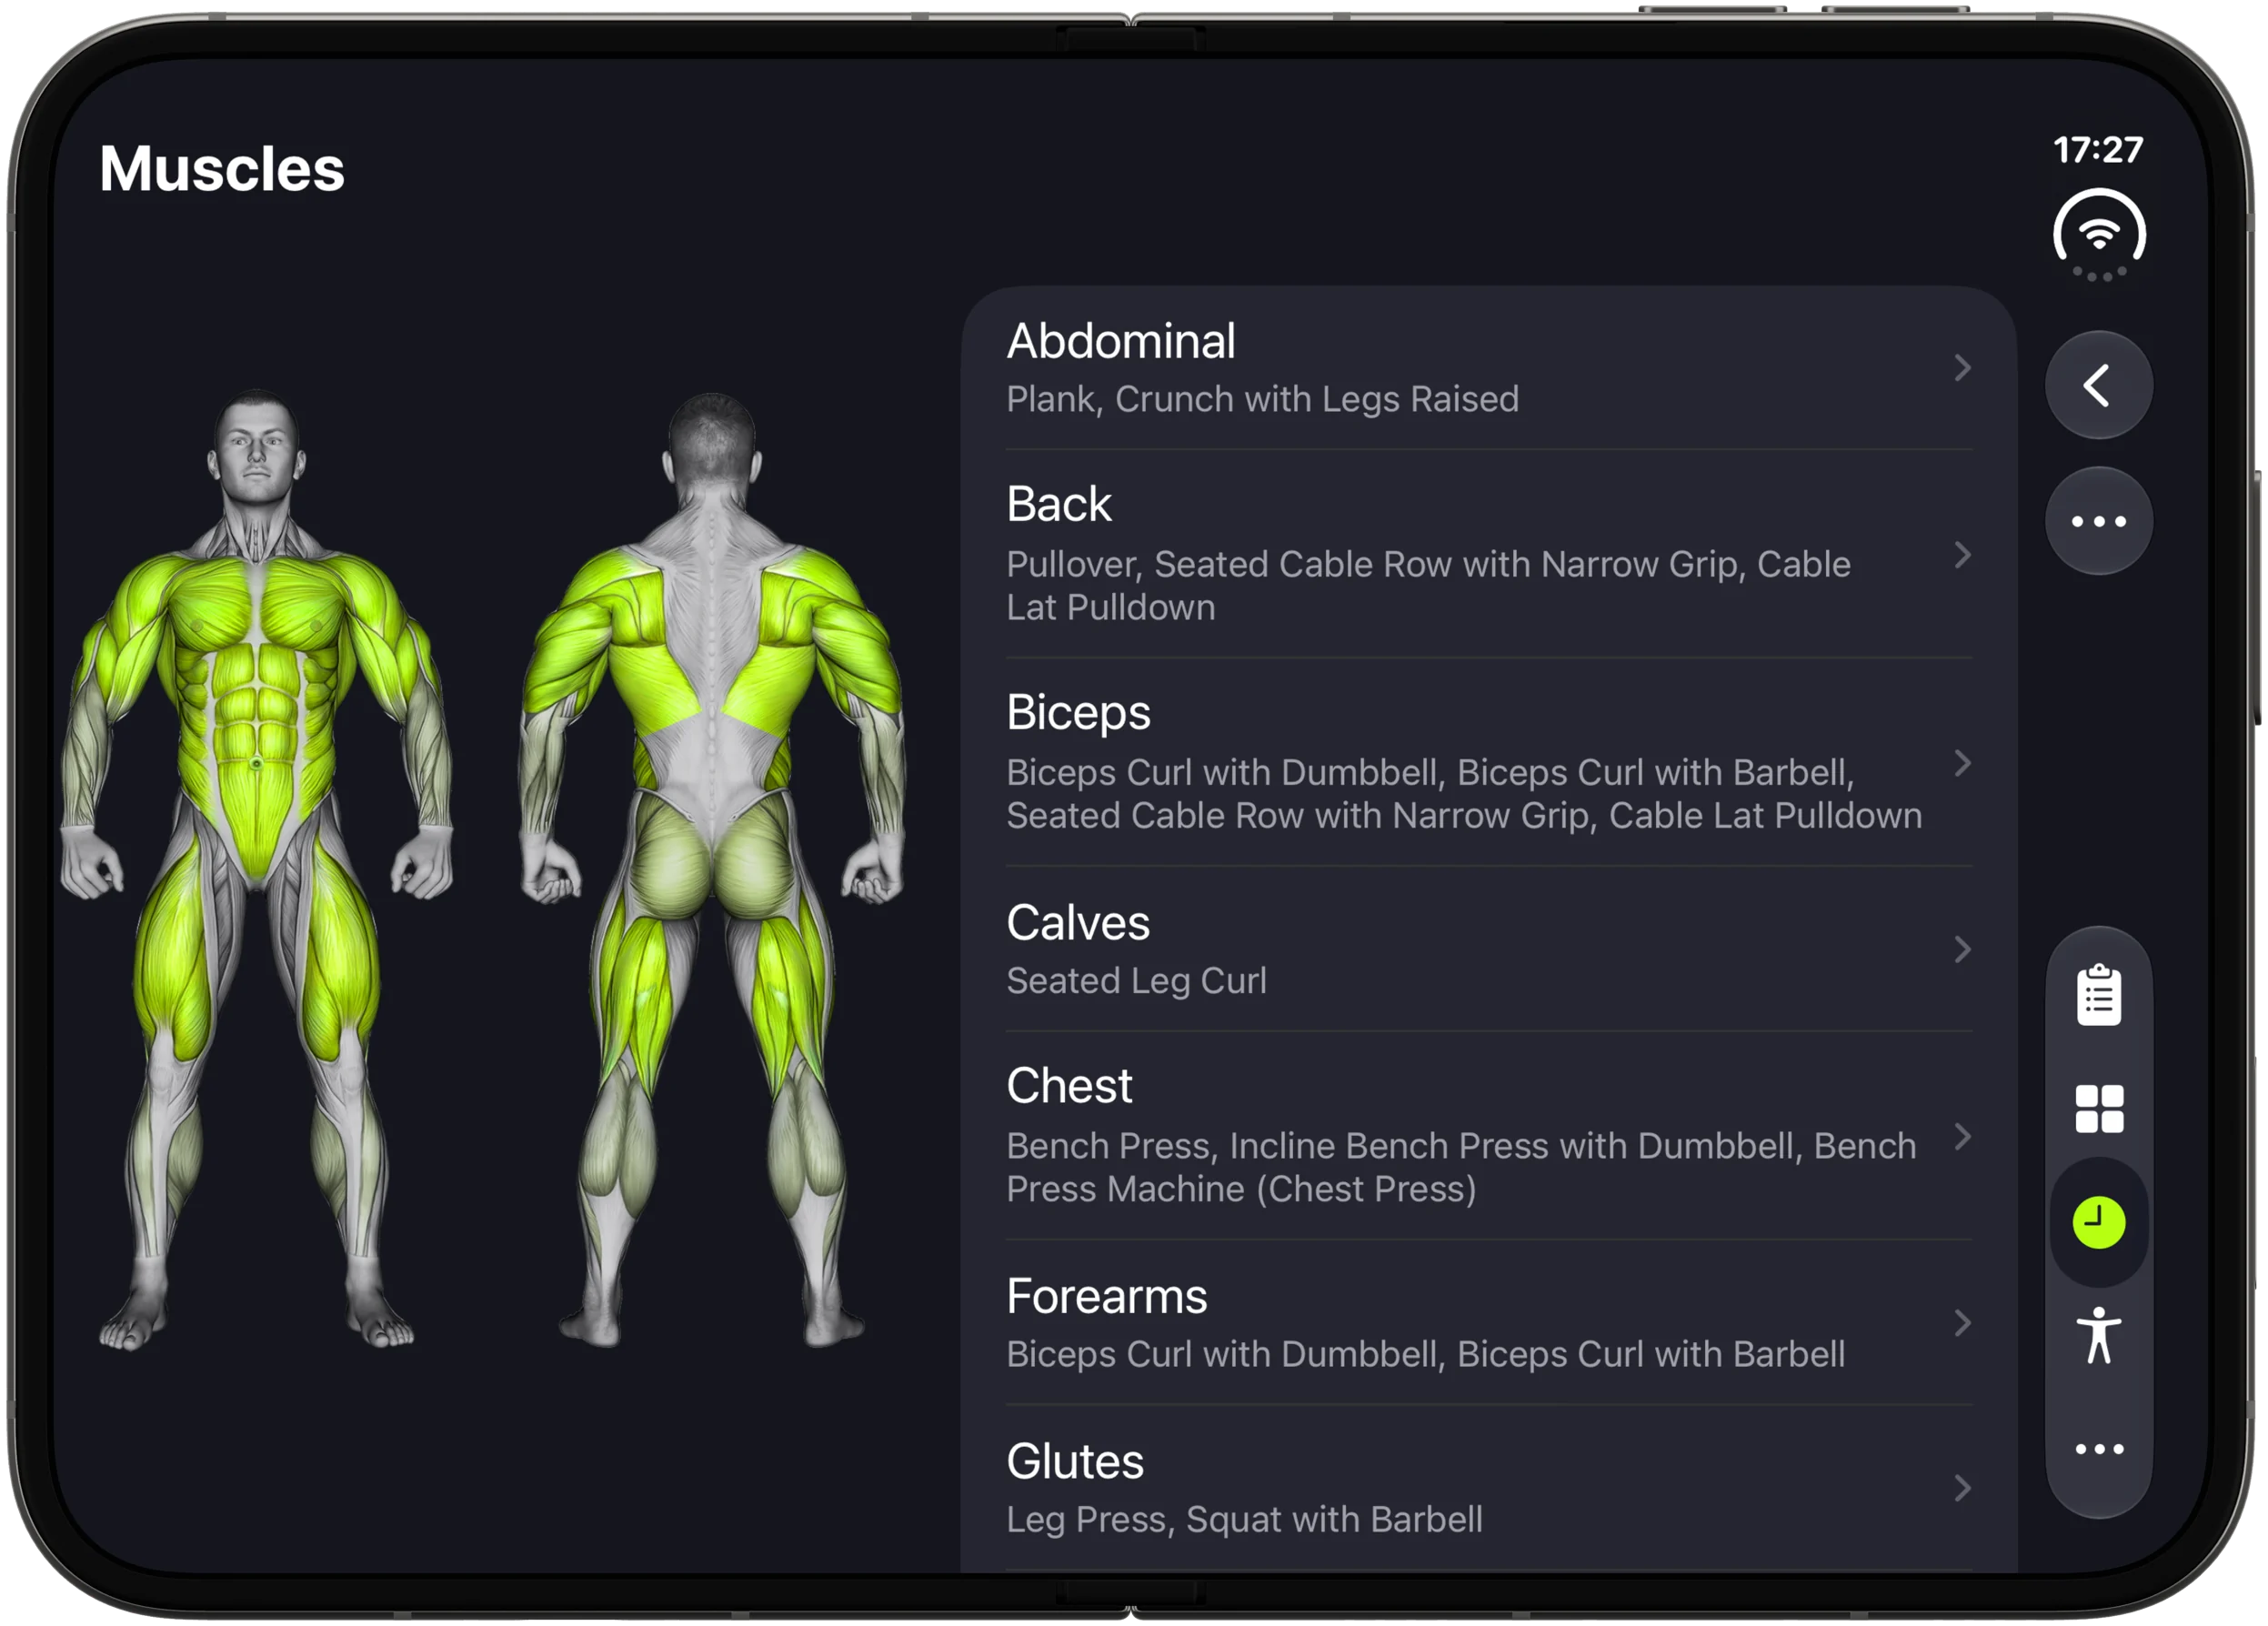 Muscles
17:27
Abdominal
Plank, Crunch with Legs Raised
Back
Pullover, Seated Cable Row with Narrow Grip, Cable
Lat Pulldown
Biceps
Biceps Curl with Dumbbell, Biceps Curl with Barbell,
Seated Cable Row with Narrow Grip, Cable Lat Pulldown
Calves
Seated Leg Curl
Chest
Bench Press, Incline Bench Press with Dumbbell, Bench
Press Machine (Chest Press)
Forearms
Biceps Curl with Dumbbell, Biceps Curl with Barbell
Glutes
Leg Press, Squat with Barbell